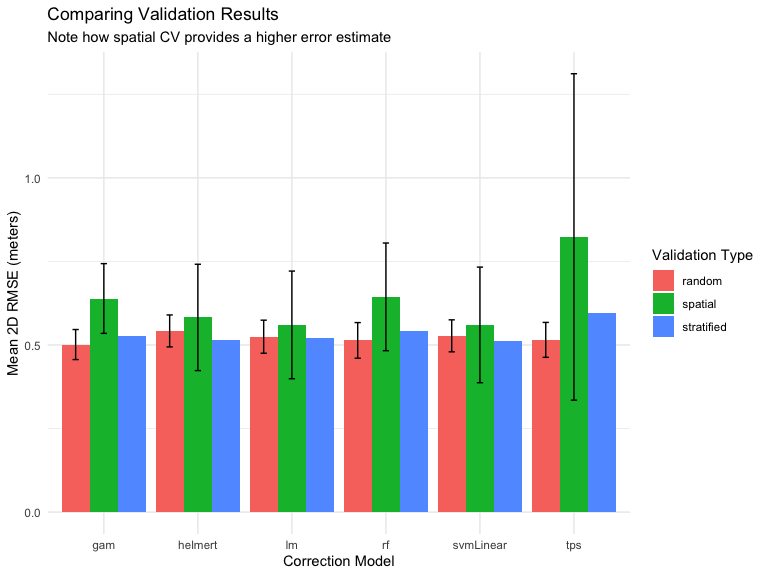 Comparing Validation Results
Note how spatial CV provides a higher error estimate
Mean 2D RMSE (meters)
1.0
0.5
0.0
gam helmert lm rf svmLinear tps
Correction Model
Validation Type
random
spatial
stratified